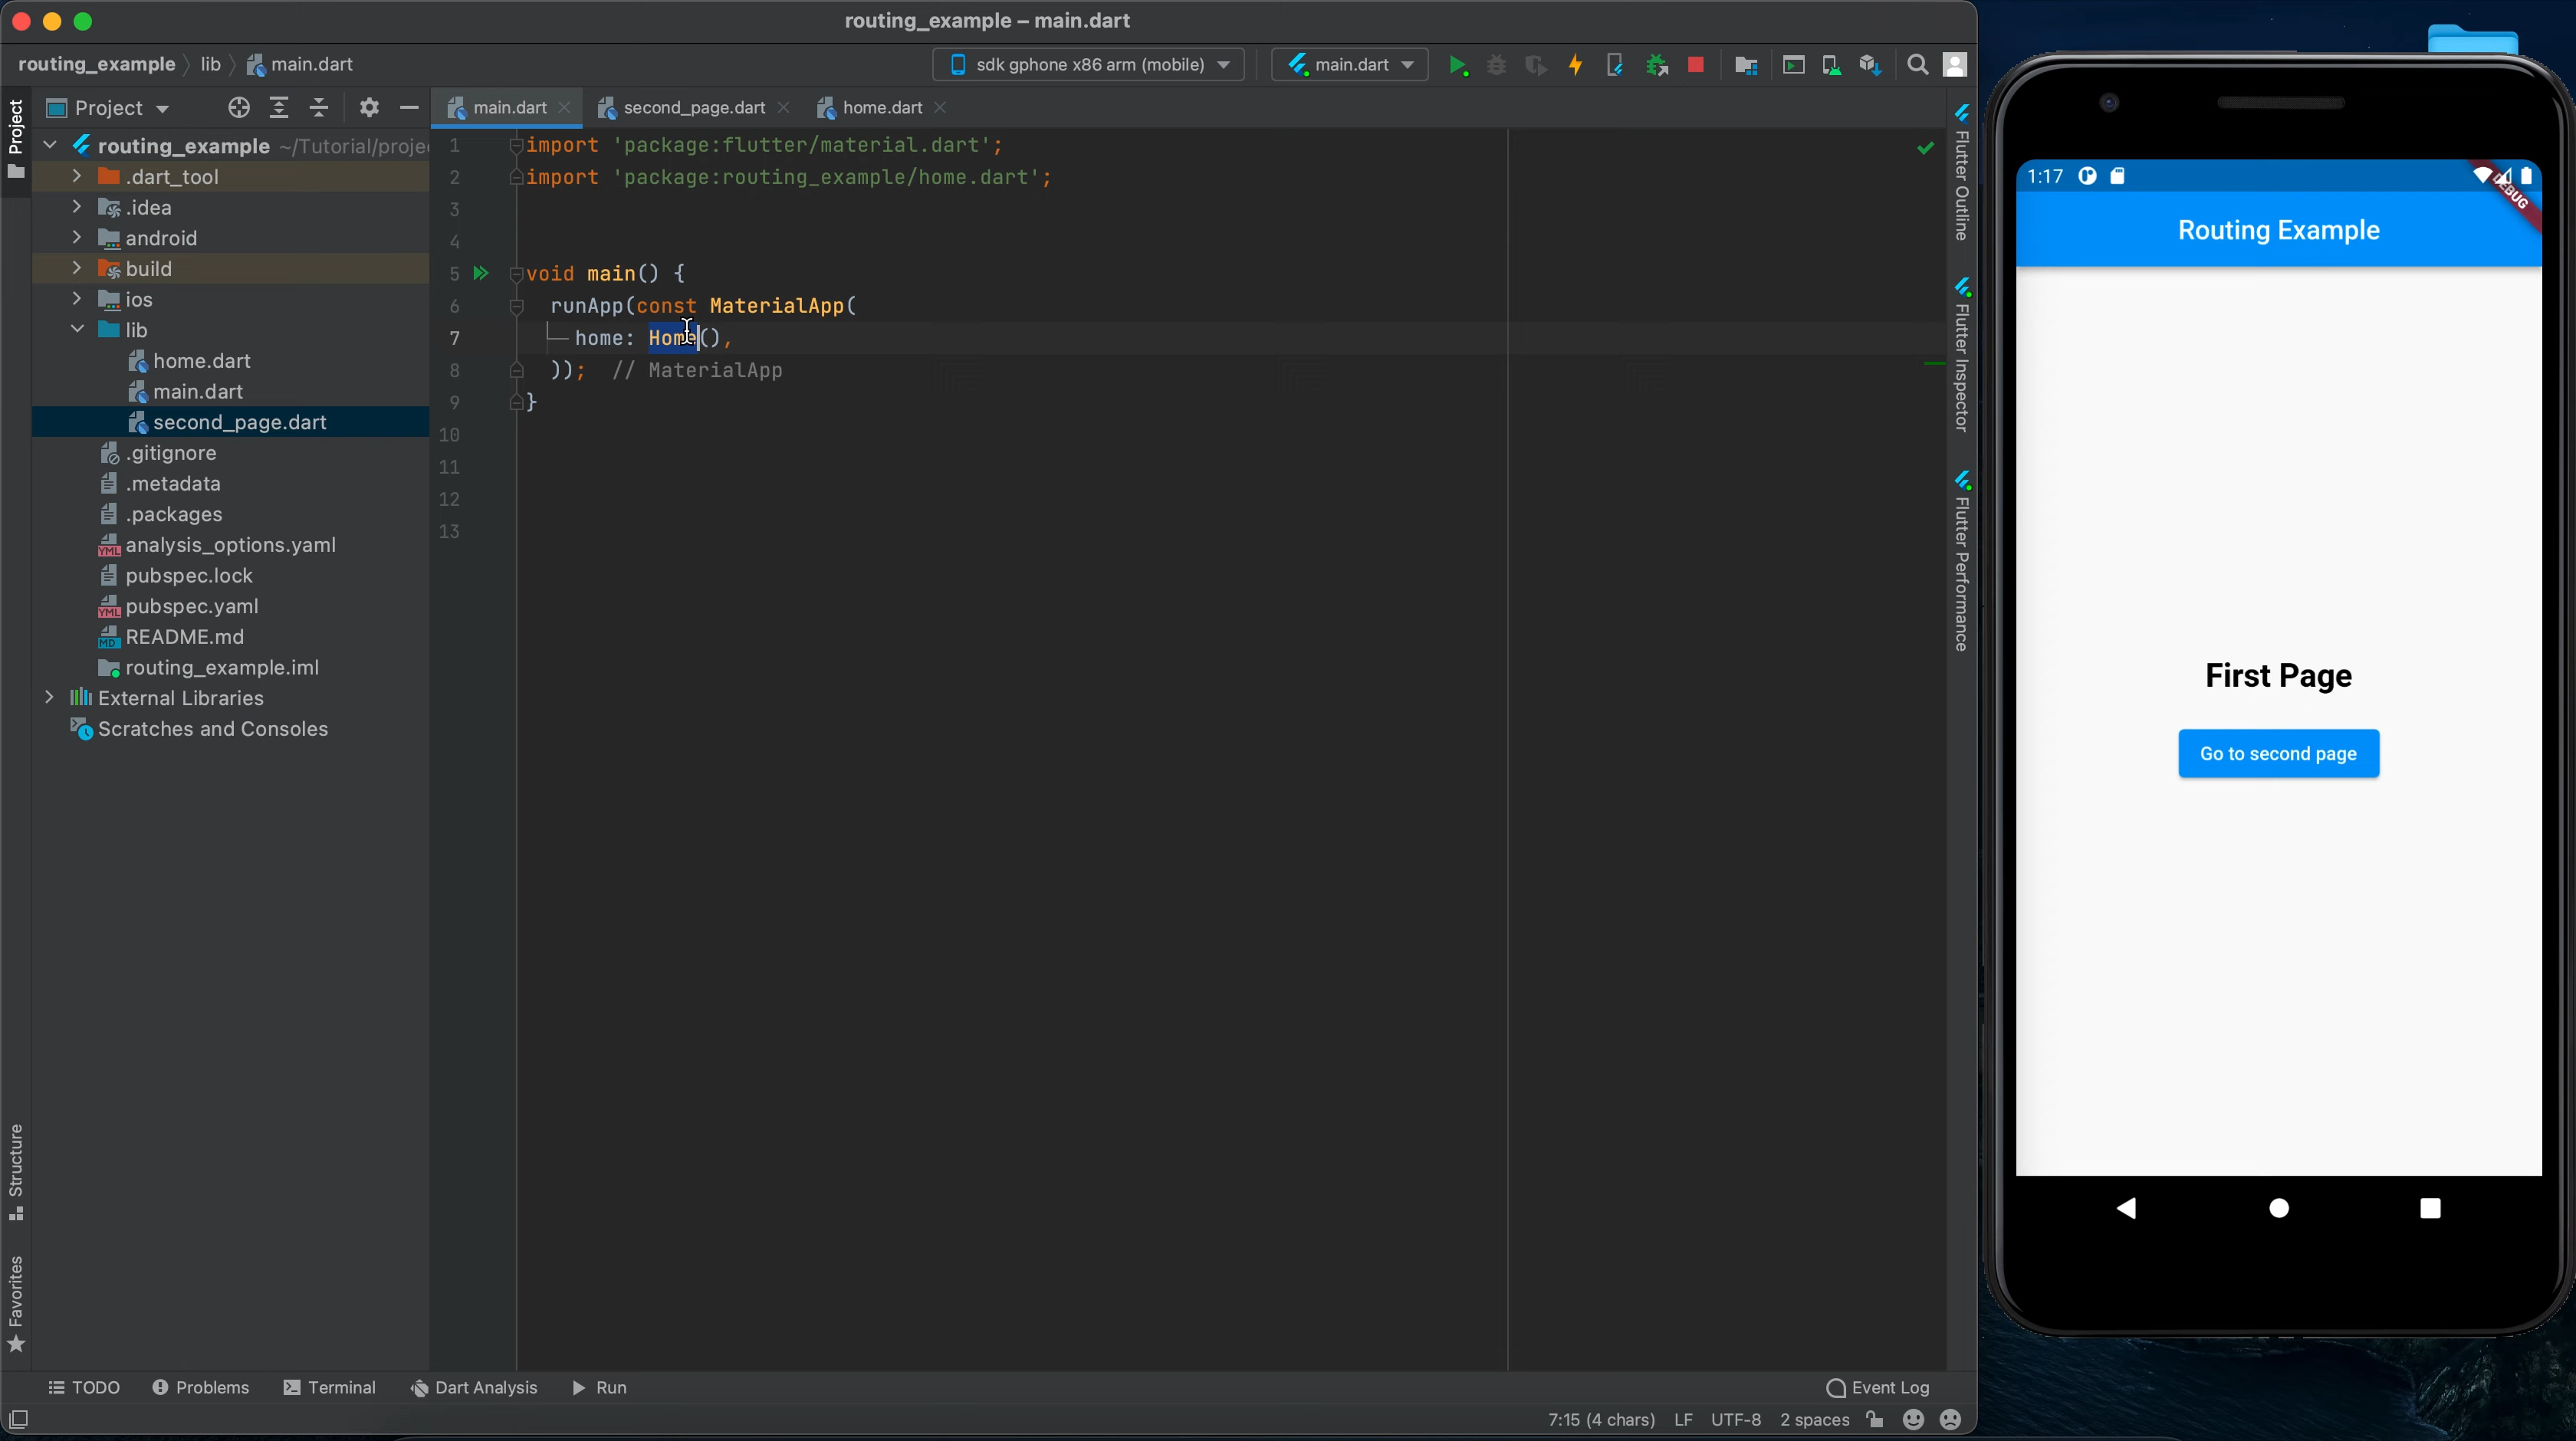 routing_example – main.dart
routing_example
lib
main.dart
sdk gphone x86 arm (mobile)
main.dart
Project
Project
main.dart
second_page.dart
home.dart
routing_example ~/Tutorial/proje
.dart_tool
.idea
android
build
ios
lib
home.dart
main.dart
second_page.dart
.gitignore
.metadata
.packages
YML analysis_options.yaml
pubspec.lock
YML pubspec.yaml
MD README.md
routing_example.iml
External Libraries
Scratches and Consoles
Structure
Favorites
1 import 'package:flutter/material.dart';
2 import 'package:routing_example/home.dart';
3
4
5 void main() {
6 runApp(const MaterialApp(
7 home: Home(),
8 )); // MaterialApp
9 }
10
11
12
13
Flutter Outline
Flutter Inspector
Flutter Performance
TODO
Problems
Terminal
Dart Analysis
Run
Event Log
7:15 (4 chars)
LF
UTF-8
2 spaces
1:17
DEBUG
Routing Example
First Page
Go to second page